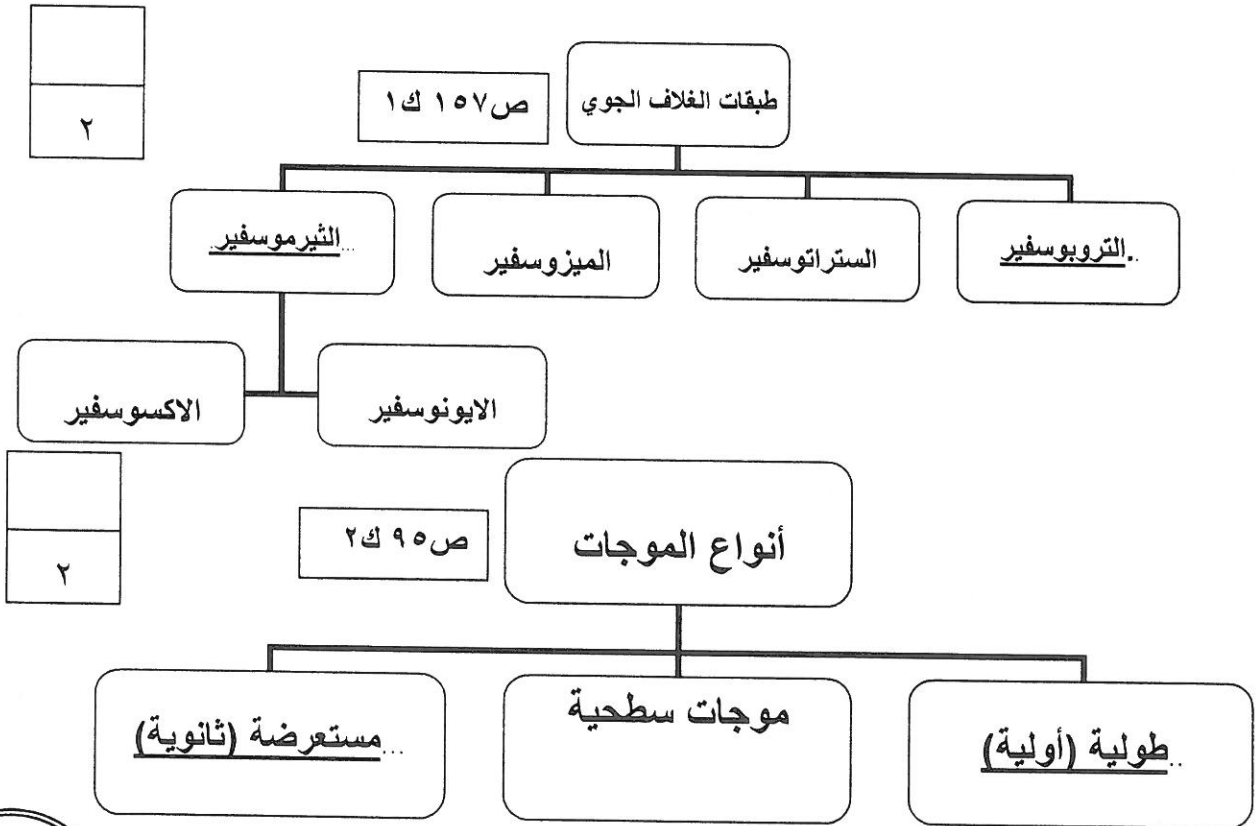 طبقات الغلاف الجوي
ص١٥٧ ك١
٢
..التروبوسفير
الستراتوسفير
الميزوسفير
...الثيرموسفير.
الايونوسفير
الاكسوسفير
أنواع الموجات
ص٩٥ ك٢
٢
..طولية (أولية)
موجات سطحية
...مستعرضة (ثانوية)